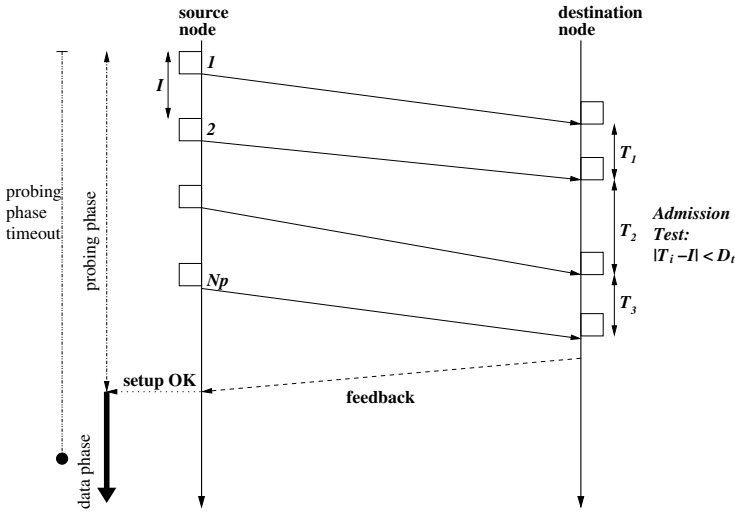 source
node
destination
node
1
I
2
T1
probing
phase
timeout
probing phase
T2
Admission
Test:
|Ti −I| < Dt
Np
T3
setup OK
feedback
data phase